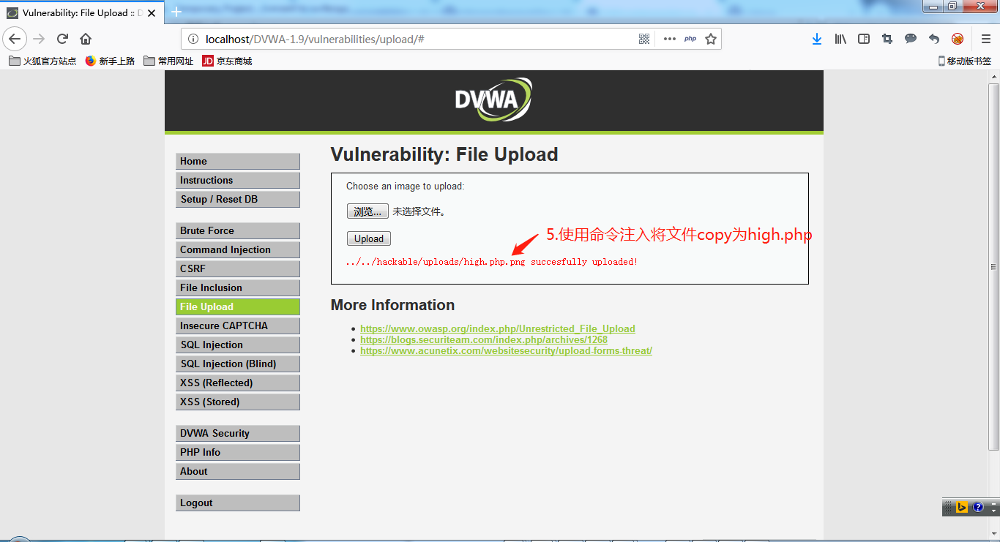 Vulnerability: File Upload :: D
localhost/DVWA-1.9/vulnerabilities/upload/#
php
火狐官方站点
新手上路
常用网址
JD 京东商城
移动版书签
DVWA
Home
Instructions
Setup / Reset DB
Brute Force
Command Injection
CSRF
File Inclusion
File Upload
Insecure CAPTCHA
SQL Injection
SQL Injection (Blind)
XSS (Reflected)
XSS (Stored)
DVWA Security
PHP Info
About
Logout
Vulnerability: File Upload
Choose an image to upload:
浏览... 未选择文件。
Upload
5.使用命令注入将文件copy为high.php
../../hackable/uploads/high.php.png succesfully uploaded!
More Information
https://www.owasp.org/index.php/Unrestricted_File_Upload
https://blogs.securiteam.com/index.php/archives/1268
https://www.acunetix.com/websitesecurity/upload-forms-threat/